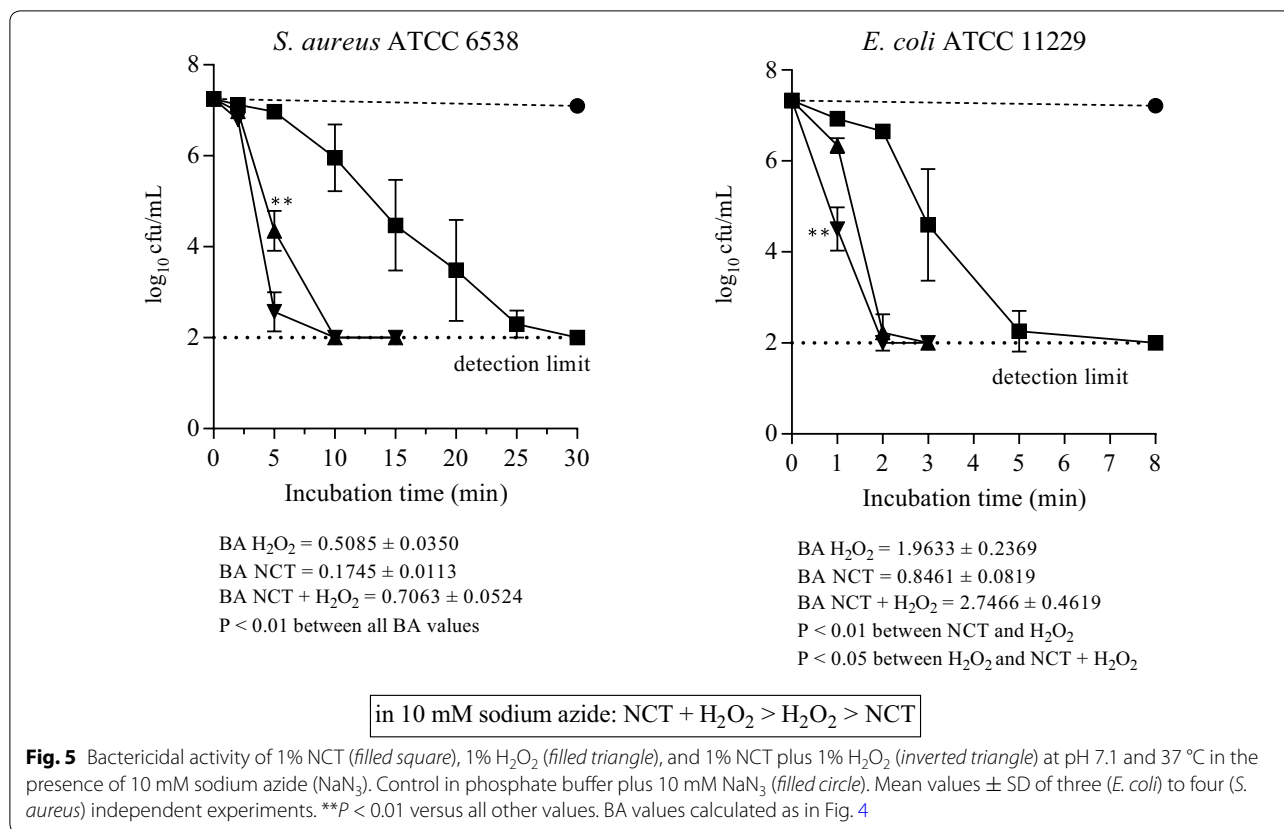 S. aureus ATCC 6538
8
6
4
2
0
log₁₀ cfu/mL
**
detection limit
0 5 10 15 20 25 30
Incubation time (min)
BA H₂O₂ = 0.5085 ± 0.0350
BA NCT = 0.1745 ± 0.0113
BA NCT + H₂O₂ = 0.7063 ± 0.0524
P < 0.01 between all BA values
E. coli ATCC 11229
8
6
4
2
0
log₁₀ cfu/mL
**
detection limit
0 1 2 3 4 5 6 7 8
Incubation time (min)
BA H₂O₂ = 1.9633 ± 0.2369
BA NCT = 0.8461 ± 0.0819
BA NCT + H₂O₂ = 2.7466 ± 0.4619
P < 0.01 between NCT and H₂O₂
P < 0.05 between H₂O₂ and NCT + H₂O₂
in 10 mM sodium azide: NCT + H₂O₂ > H₂O₂ > NCT
Fig. 5 Bactericidal activity of 1% NCT (filled square), 1% H₂O₂ (filled triangle), and 1% NCT plus 1% H₂O₂ (inverted triangle) at pH 7.1 and 37 °C in the
presence of 10 mM sodium azide (NaN₃). Control in phosphate buffer plus 10 mM NaN₃ (filled circle). Mean values ± SD of three (E. coli) to four (S.
aureus) independent experiments. **P < 0.01 versus all other values. BA values calculated as in Fig. 4